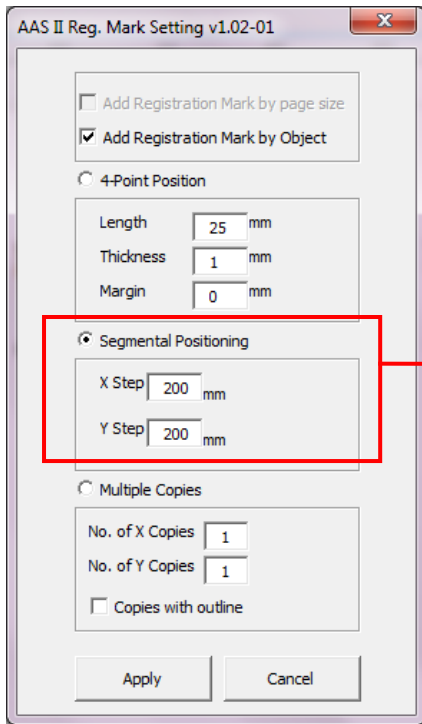 AAS II Reg. Mark Setting v1.02-01
Add Registration Mark by page size
Add Registration Mark by Object
4-Point Position
Length 25 mm
Thickness 1 mm
Margin 0 mm
Segmental Positioning
X Step 200 mm
Y Step 200 mm
Multiple Copies
No. of X Copies 1
No. of Y Copies 1
Copies with outline
Apply Cancel